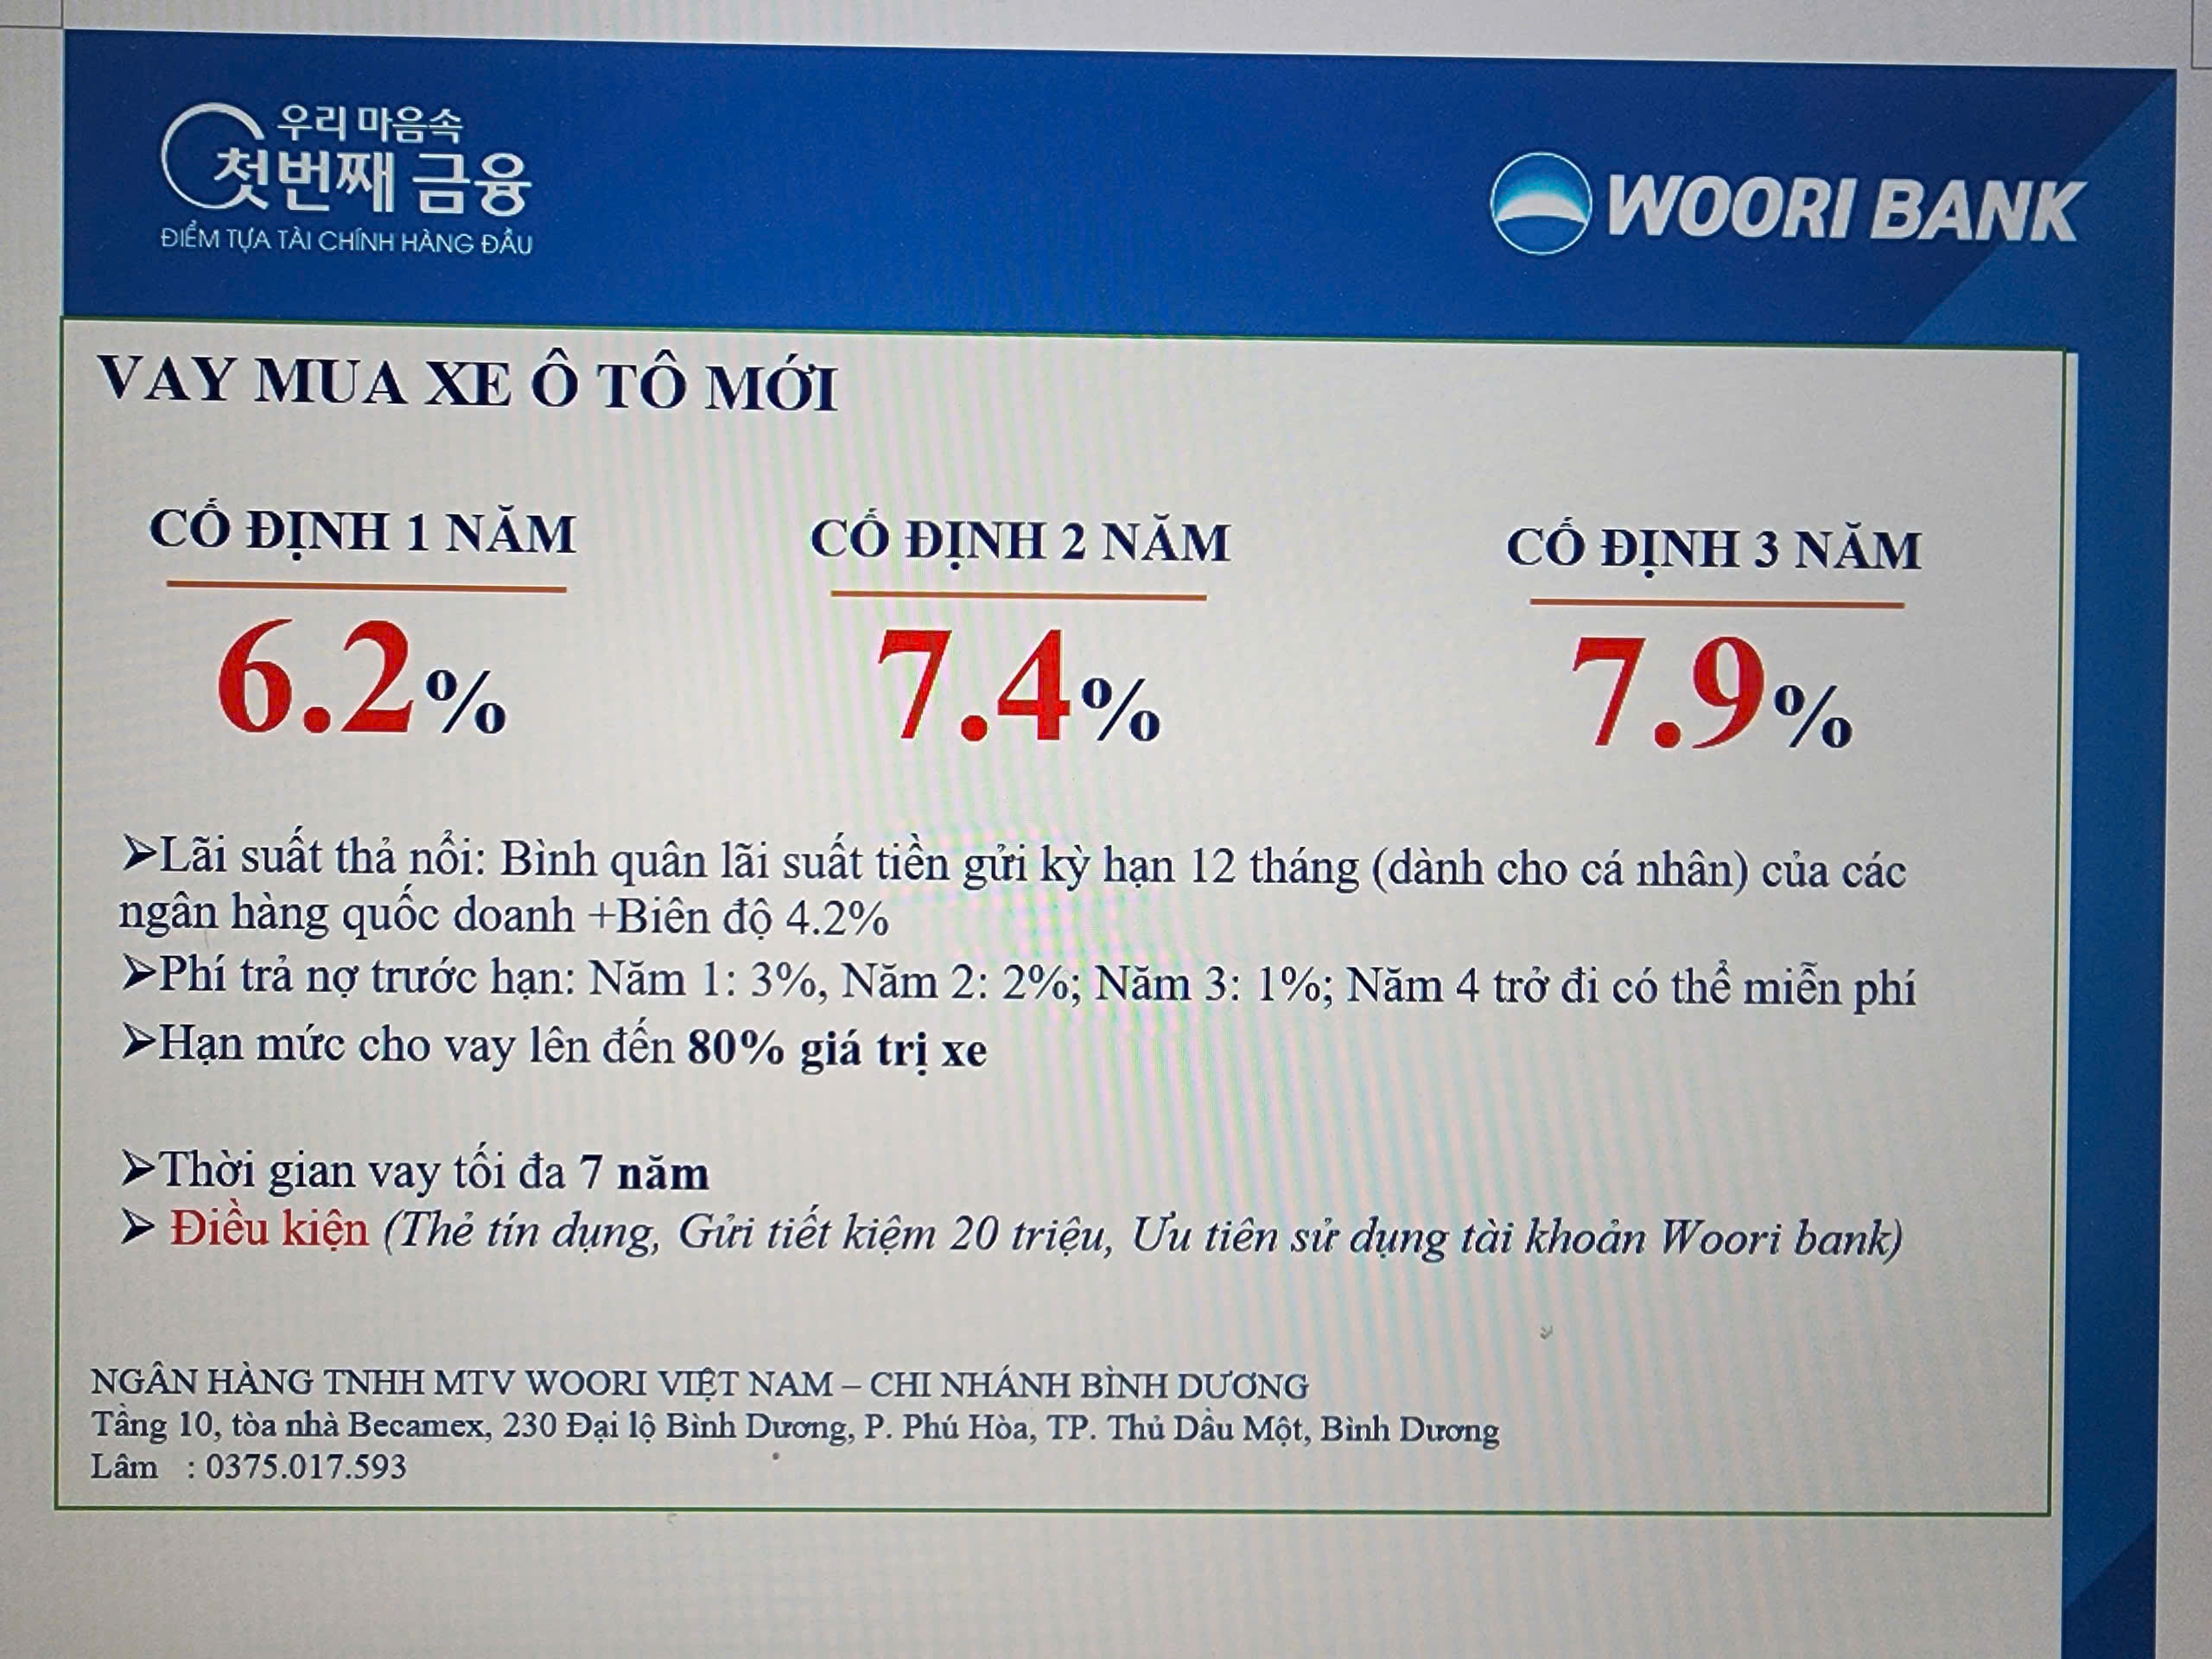 우리 마음속
첫번째 금융
ĐIỂM TỰA TÀI CHÍNH HÀNG ĐẦU
WOORI BANK
VAY MUA XE Ô TÔ MỚI
CỐ ĐỊNH 1 NĂM
6.2%
CỐ ĐỊNH 2 NĂM
7.4%
CỐ ĐỊNH 3 NĂM
7.9%
➢Lãi suất thả nổi: Bình quân lãi suất tiền gửi kỳ hạn 12 tháng (dành cho cá nhân) của các
ngân hàng quốc doanh +Biên độ 4.2%
➢Phí trả nợ trước hạn: Năm 1: 3%, Năm 2: 2%; Năm 3: 1%; Năm 4 trở đi có thể miễn phí
➢Hạn mức cho vay lên đến 80% giá trị xe
➢Thời gian vay tối đa 7 năm
➢ Điều kiện (Thẻ tín dụng, Gửi tiết kiệm 20 triệu, Ưu tiên sử dụng tài khoản Woori bank)
NGÂN HÀNG TNHH MTV WOORI VIỆT NAM – CHI NHÁNH BÌNH DƯƠNG
Tầng 10, tòa nhà Becamex, 230 Đại lộ Bình Dương, P. Phú Hòa, TP. Thủ Dầu Một, Bình Dương
Lâm : 0375.017.593